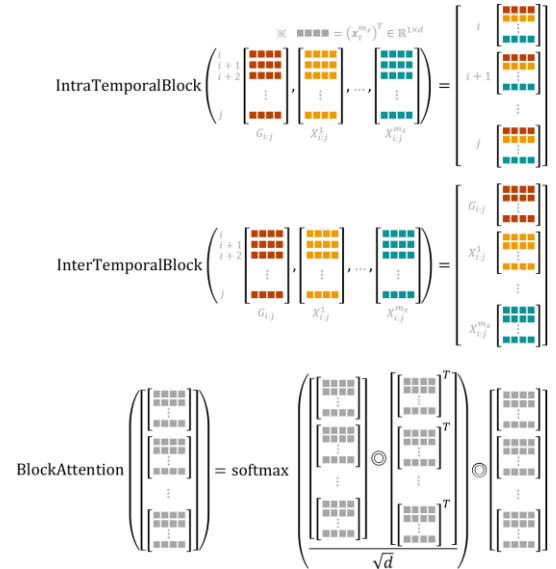 ※ ■■■■ = (x_t^{m_x})^T ∈ ℝ^{1×d}
IntraTemporalBlock ( i i + 1 i + 2 ⋮ j , , … , ) = i i + 1 ⋮ j
G_{i:j} X_{i:j}^1 X_{i:j}^{m_x}
InterTemporalBlock ( i i + 1 i + 2 ⋮ j , , … , ) = G_{i:j} X_{i:j}^1 ⋮ X_{i:j}^{m_x}
G_{i:j} X_{i:j}^1 X_{i:j}^{m_x}
BlockAttention ( ⋮ ) = softmax ( ⋮ ◎ T T ⋮ T ) ◎ ⋮
√d